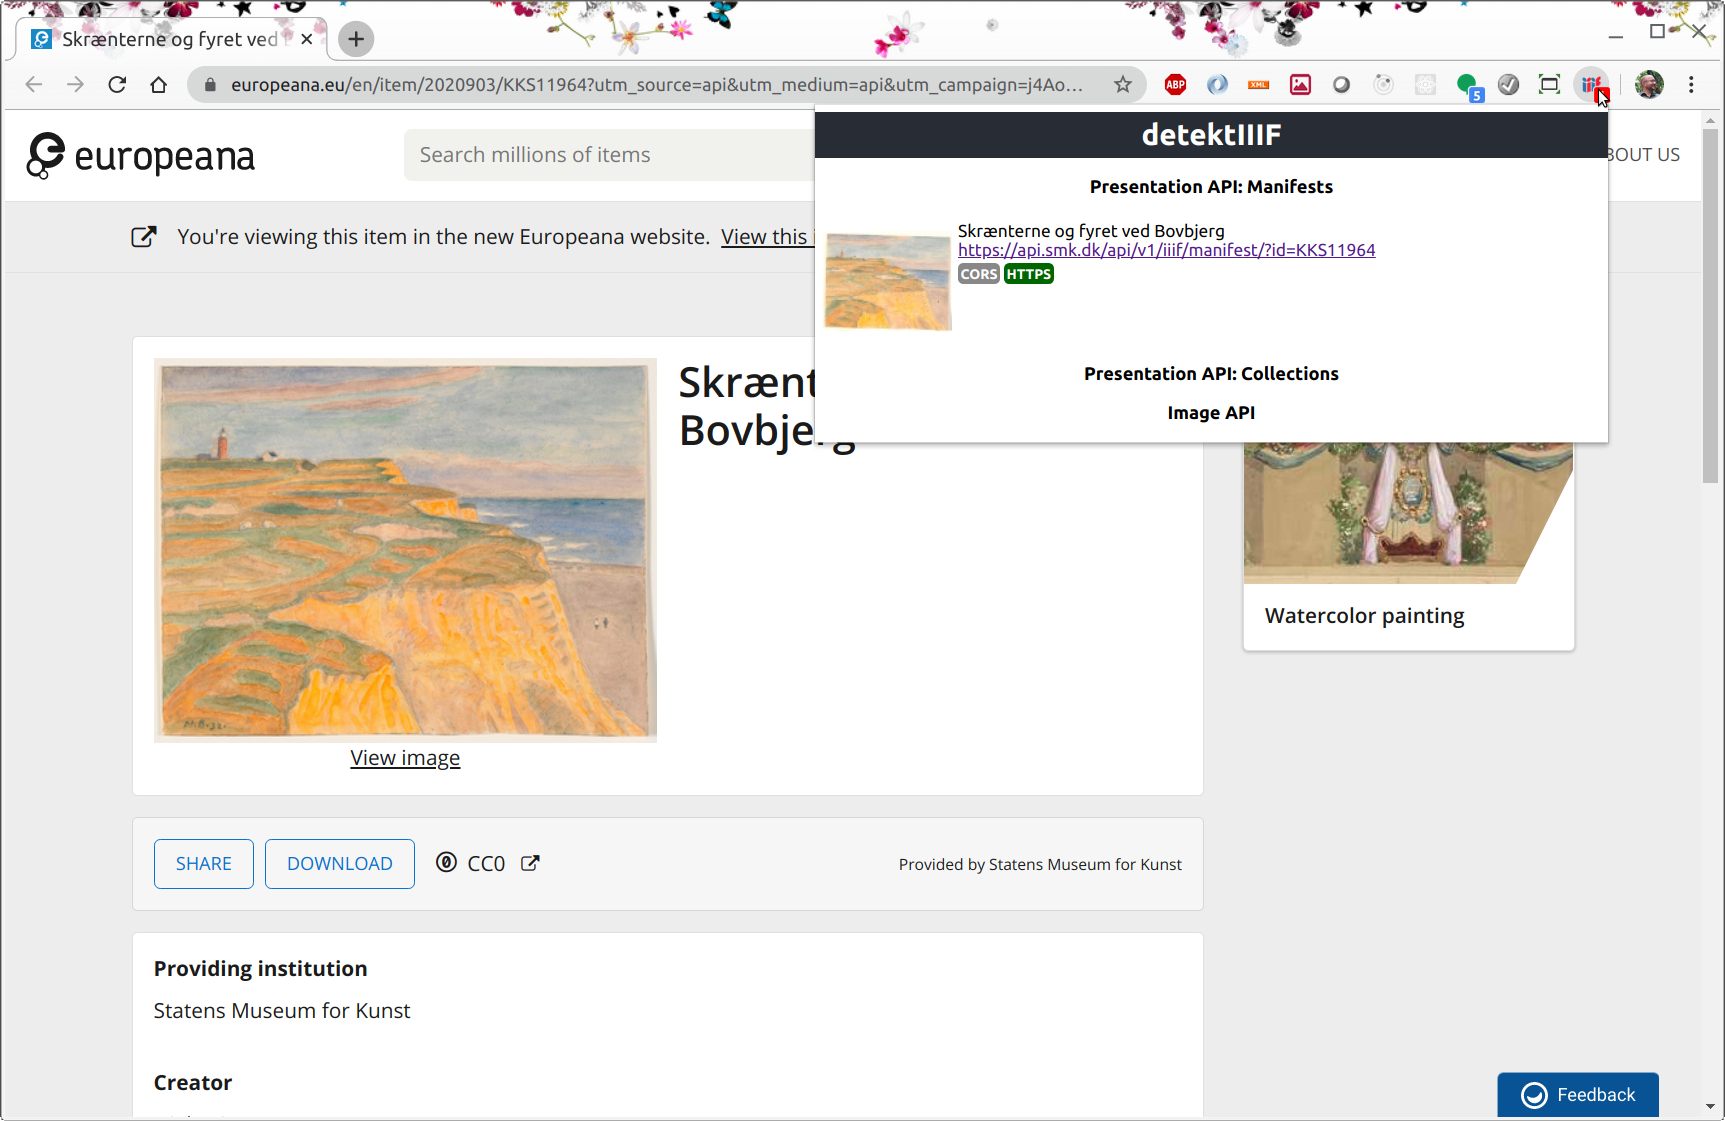 Skrænterne og fyret ved
europeana.eu/en/item/2020903/KKS11964?utm_source=api&utm_medium=api&utm_campaign=j4Ao...
ABP
XML
5
iiif
europeana
Search millions of items
BOUT US
You're viewing this item in the new Europeana website. View this
detektIIIF
Presentation API: Manifests
Skrænterne og fyret ved Bovbjerg
https://api.smk.dk/api/v1/iiif/manifest/?id=KKS11964
CORS HTTPS
Presentation API: Collections
Image API
Skrænt
Bovbjerg
View image
Watercolor painting
SHARE
DOWNLOAD
CC0
Provided by Statens Museum for Kunst
Providing institution
Statens Museum for Kunst
Creator
Feedback